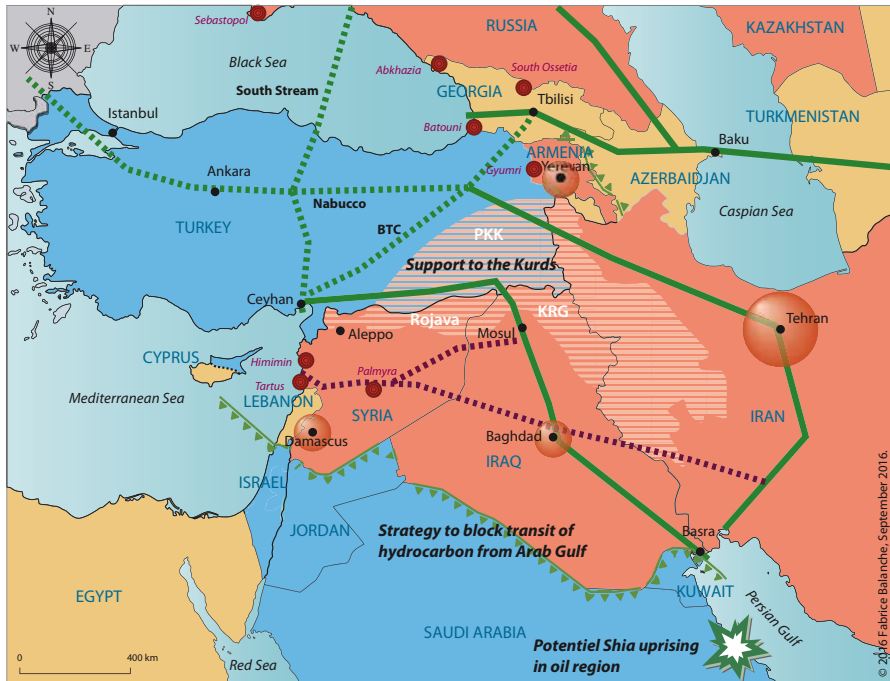 N
W
E
S
Sebastopol
RUSSIA
KAZAKHSTAN
Black Sea
Abkhazia
South Ossetia
South Stream
GEORGIA
Tbilisi
TURKMENISTAN
Istanbul
Batouni
Baku
ARMENIA
Yerevan
Gyumri
AZERBAIDJAN
Ankara
Nabucco
Caspian Sea
TURKEY
BTC
PKK
Support to the Kurds
Ceyhan
Rojava
KRG
Tehran
Aleppo
Mosul
CYPRUS
Himimin
Palmyra
Tartus
Mediterranean Sea
LEBANON
SYRIA
IRAN
Damascus
Baghdad
IRAQ
ISRAEL
JORDAN
Strategy to block transit of
hydrocarbon from Arab Gulf
Basra
EGYPT
KUWAIT
Persian Gulf
SAUDI ARABIA
Potentiel Shia uprising
in oil region
Red Sea
0
400 km
© 2016 Fabrice Balanche, September 2016.